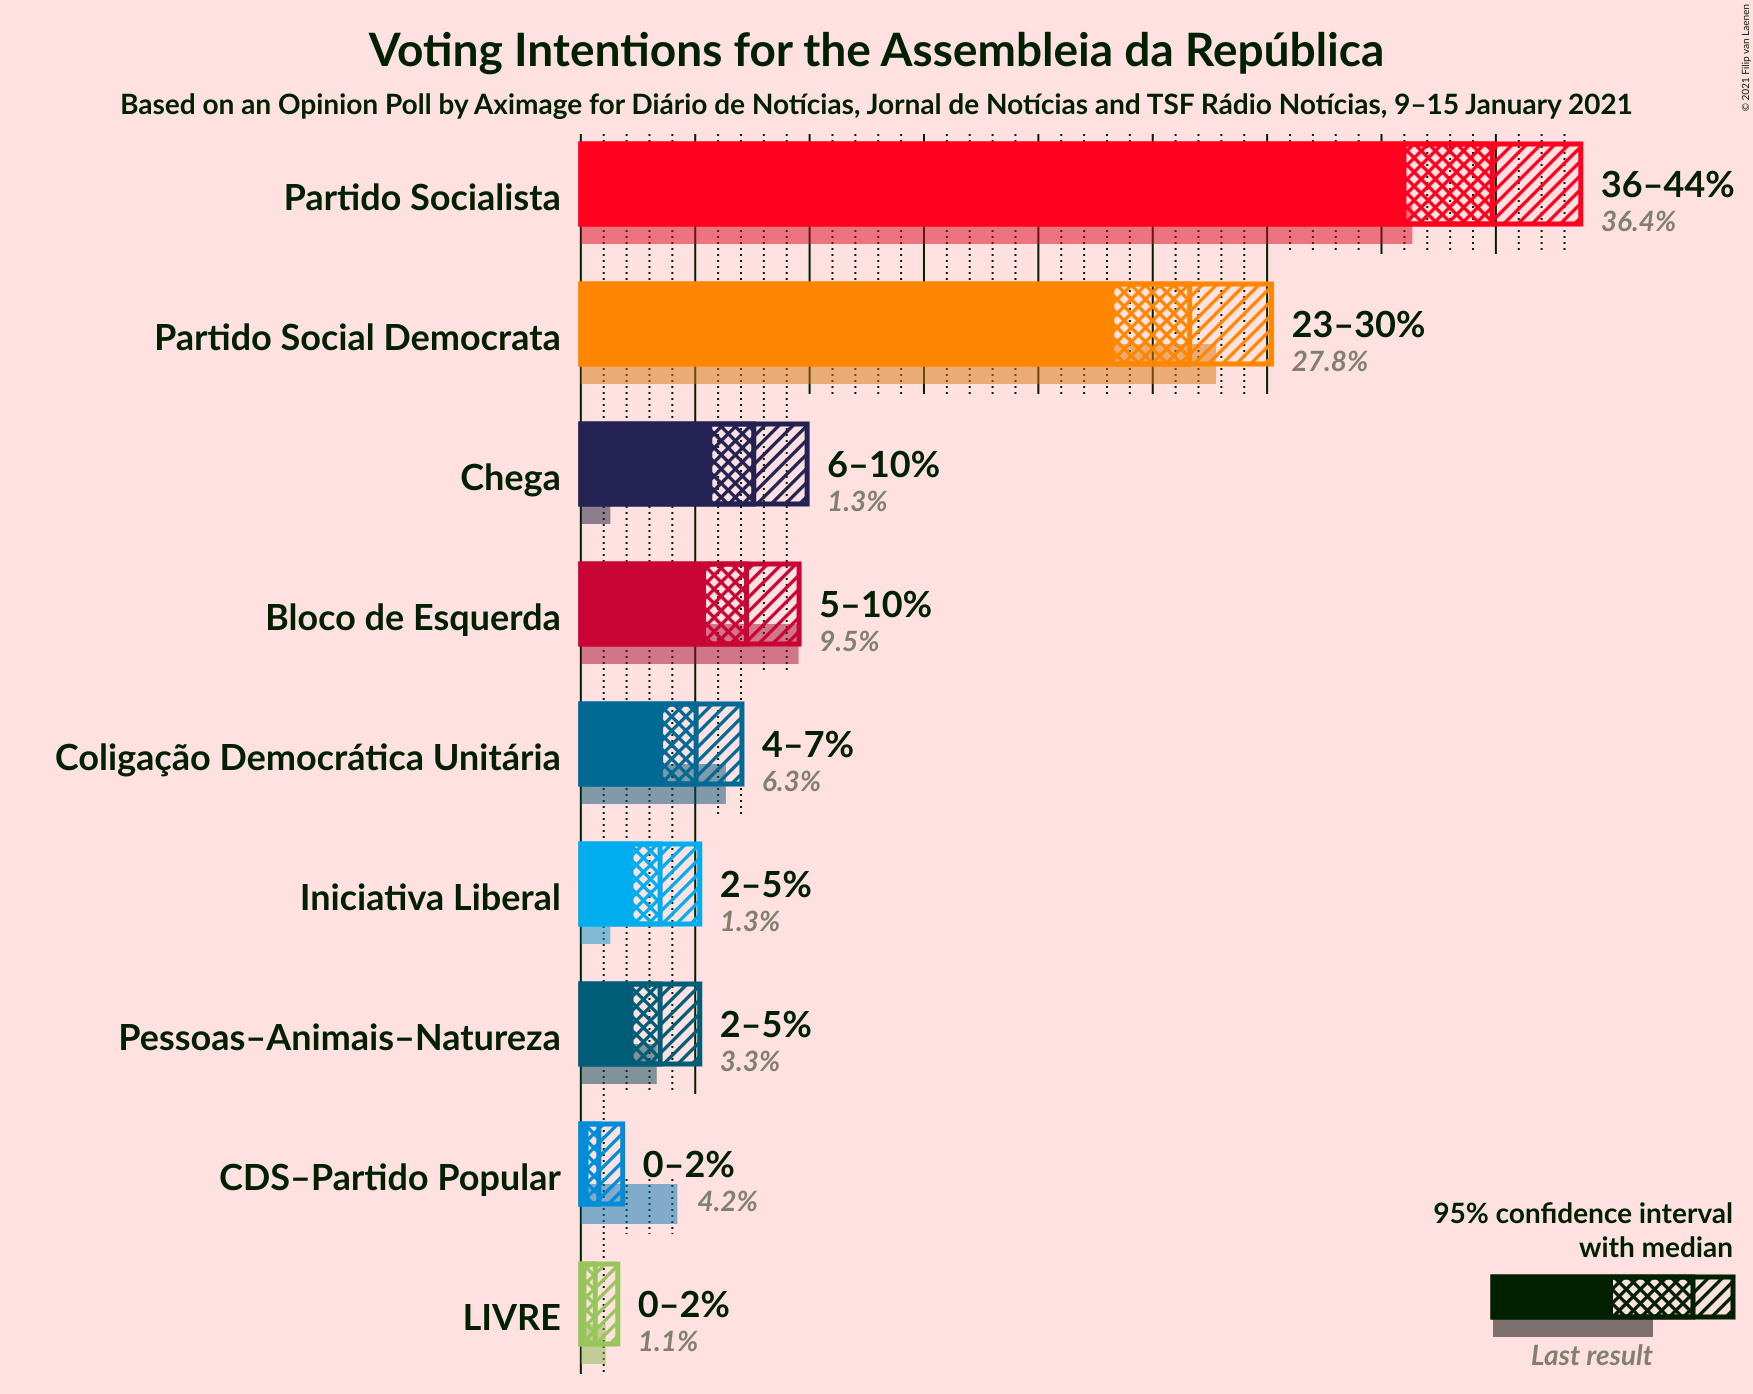 Voting Intentions for the Assembleia da República
Based on an Opinion Poll by Aximage for Diário de Notícias, Jornal de Notícias and TSF Rádio Notícias, 9–15 January 2021
© 2021 Filip van Laenen
Partido Socialista
36–44%
36.4%
Partido Social Democrata
23–30%
27.8%
Chega
6–10%
1.3%
Bloco de Esquerda
5–10%
9.5%
Coligação Democrática Unitária
4–7%
6.3%
Iniciativa Liberal
2–5%
1.3%
Pessoas–Animais–Natureza
2–5%
3.3%
CDS–Partido Popular
0–2%
4.2%
LIVRE
0–2%
1.1%
95% confidence interval
with median
Last result